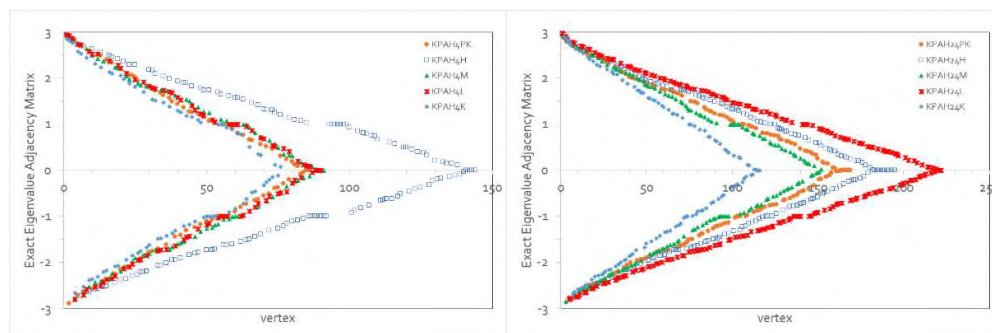 3
2
1
0
-1
-2
-3
0
50
100
150
Exact Eigenvalue Adjacency Matrix
vertex
KPAH4PK
KPAH4H
KPAH4M
KPAH4L
KPAH4K
3
2
1
0
-1
-2
-3
0
50
100
150
200
Exact Eigenvalue Adjacency Matrix
vertex
KPAH24PK
KPAH24H
KPAH24M
KPAH24L
KPAH24K